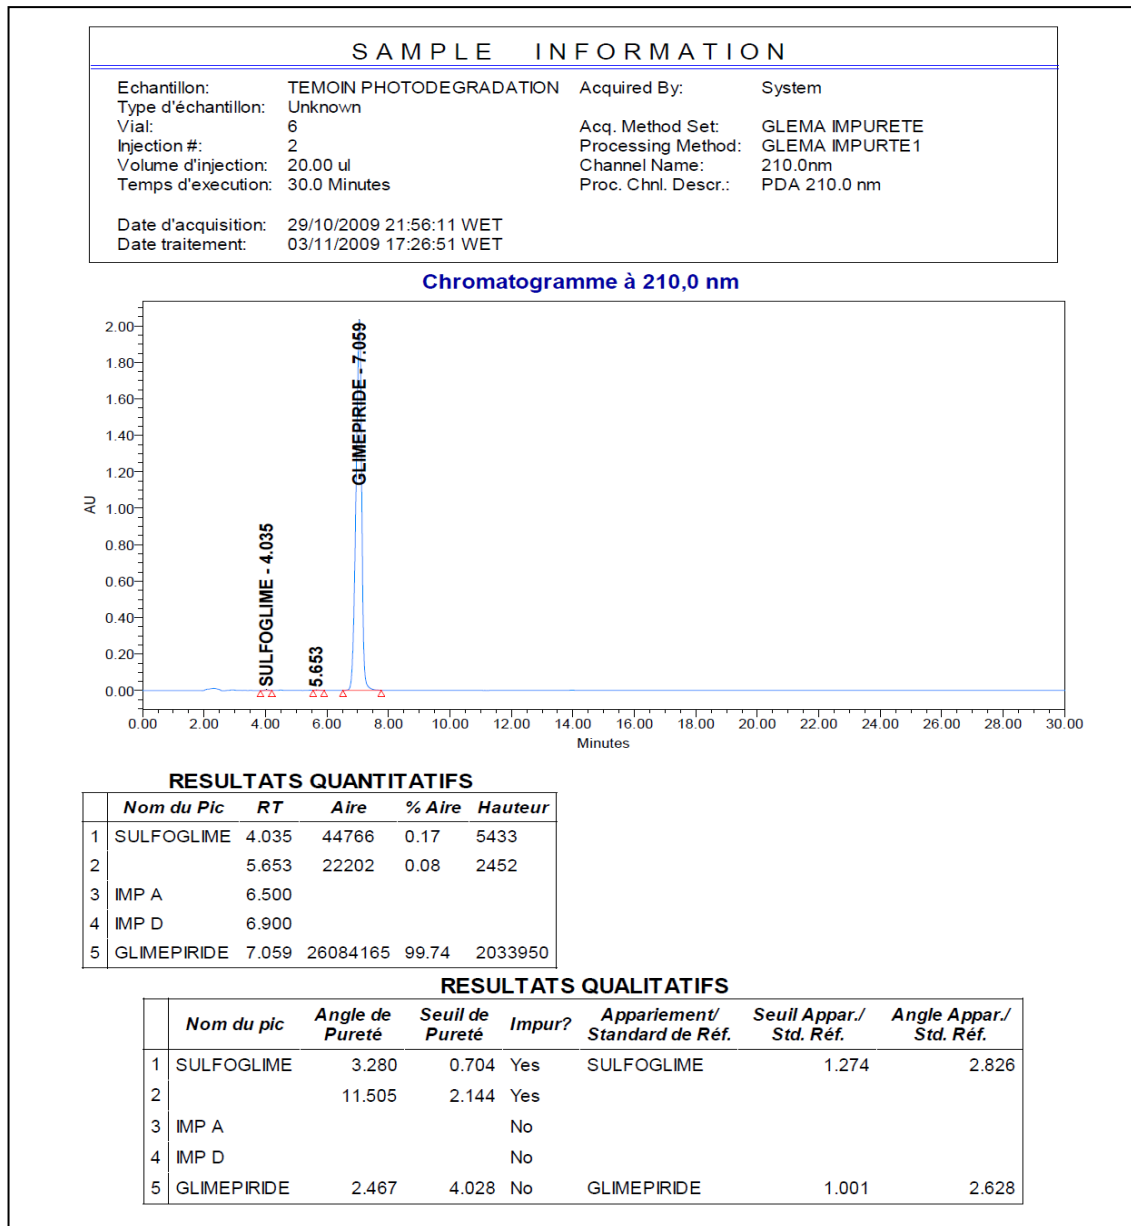 SAMPLE INFORMATION
Echantillon: TEMOIN PHOTODEGRADATION Acquired By: System
Type d'échantillon: Unknown
Vial: 6 Acq. Method Set: GLEMA IMPURETE
Injection #: 2 Processing Method: GLEMA IMPURTE1
Volume d'injection: 20.00 ul Channel Name: 210.0nm
Temps d'execution: 30.0 Minutes Proc. Chnl. Descr.: PDA 210.0 nm
Date d'acquisition: 29/10/2009 21:56:11 WET
Date traitement: 03/11/2009 17:26:51 WET
Chromatogramme à 210,0 nm
AU
2.00
1.80
1.60
1.40
1.20
1.00
0.80
0.60
0.40
0.20
0.00
SULFOGLIME - 4.035
5.653
GLIMEPIRIDE - 7.059
0.00 2.00 4.00 6.00 8.00 10.00 12.00 14.00 16.00 18.00 20.00 22.00 24.00 26.00 28.00 30.00
Minutes
RESULTATS QUANTITATIFS
Nom du Pic RT Aire % Aire Hauteur
1 SULFOGLIME 4.035 44766 0.17 5433
2 5.653 22202 0.08 2452
3 IMP A 6.500
4 IMP D 6.900
5 GLIMEPIRIDE 7.059 26084165 99.74 2033950
RESULTATS QUALITATIFS
Nom du pic Angle de Pureté Seuil de Pureté Impur? Appariement/ Standard de Réf. Seuil Appar./ Std. Réf. Angle Appar./ Std. Réf.
1 SULFOGLIME 3.280 0.704 Yes SULFOGLIME 1.274 2.826
2 11.505 2.144 Yes
3 IMP A No
4 IMP D No
5 GLIMEPIRIDE 2.467 4.028 No GLIMEPIRIDE 1.001 2.628